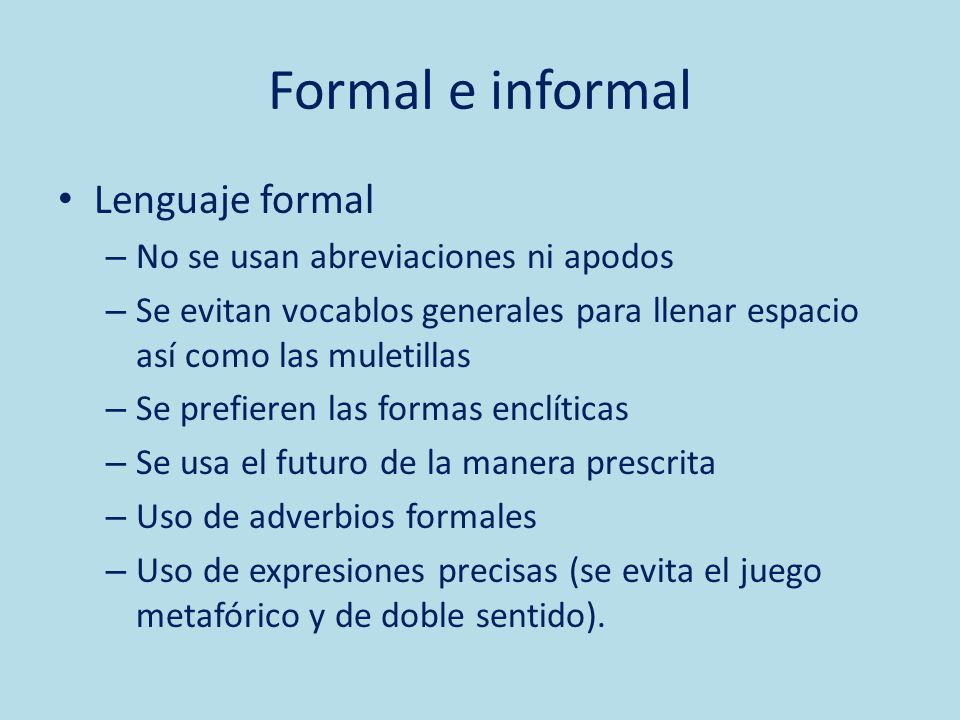 Formal e informal
• Lenguaje formal
– No se usan abreviaciones ni apodos
– Se evitan vocablos generales para llenar espacio
así como las muletillas
– Se prefieren las formas enclíticas
– Se usa el futuro de la manera prescrita
– Uso de adverbios formales
– Uso de expresiones precisas (se evita el juego
metafórico y de doble sentido).